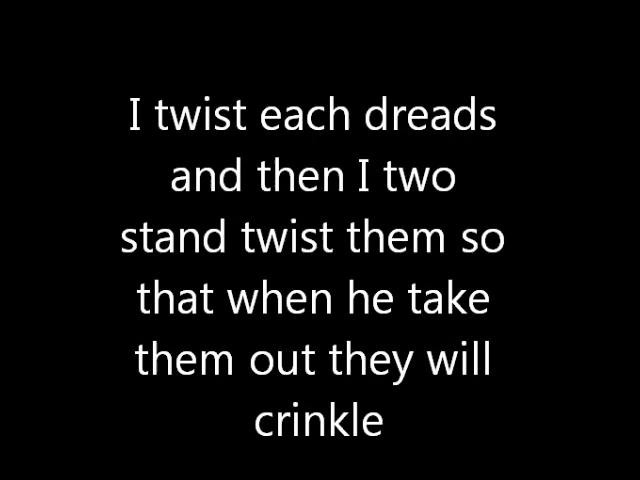 I twist each dreads
and then I two
stand twist them so
that when he take
them out they will
crinkle